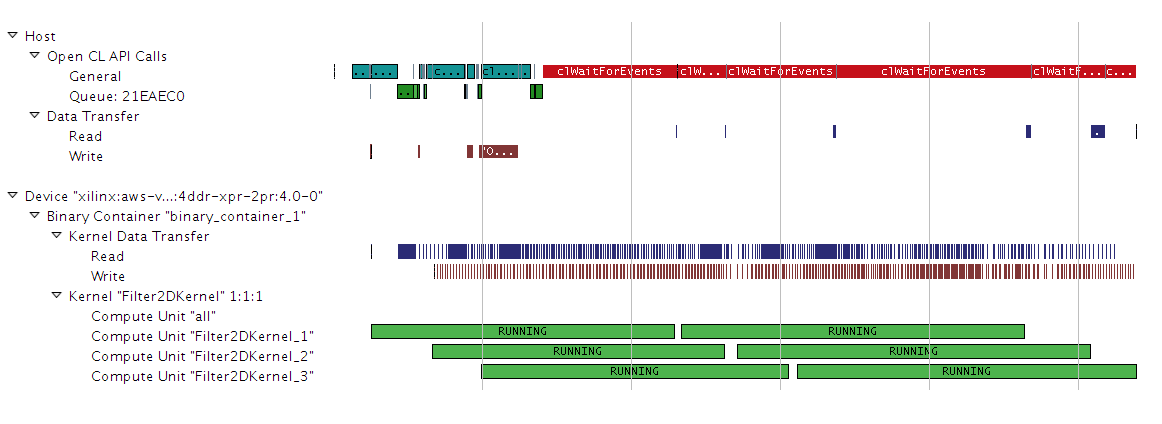 Host
Open CL API Calls
General .. ... c... cl... . clWaitForEvents clW... clWaitForEvents clWaitForEvents clWaitF... c...
Queue: 21EAEC0 ..
Data Transfer
Read .
Write 'O...
Device "xilinx:aws-v...:4ddr-xpr-2pr:4.0-0"
Binary Container "binary_container_1"
Kernel Data Transfer
Read
Write
Kernel "Filter2DKernel" 1:1:1
Compute Unit "all"
Compute Unit "Filter2DKernel_1" RUNNING RUNNING
Compute Unit "Filter2DKernel_2" RUNNING RUNNING
Compute Unit "Filter2DKernel_3" RUNNING RUNNING